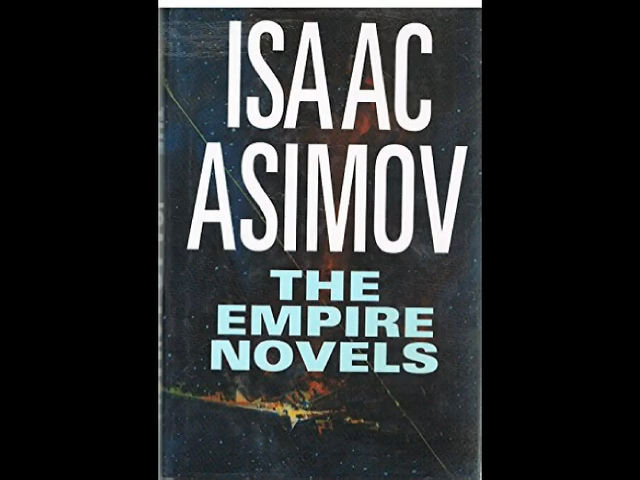 ISAAC
ASIMOV
THE
EMPIRE
NOVELS